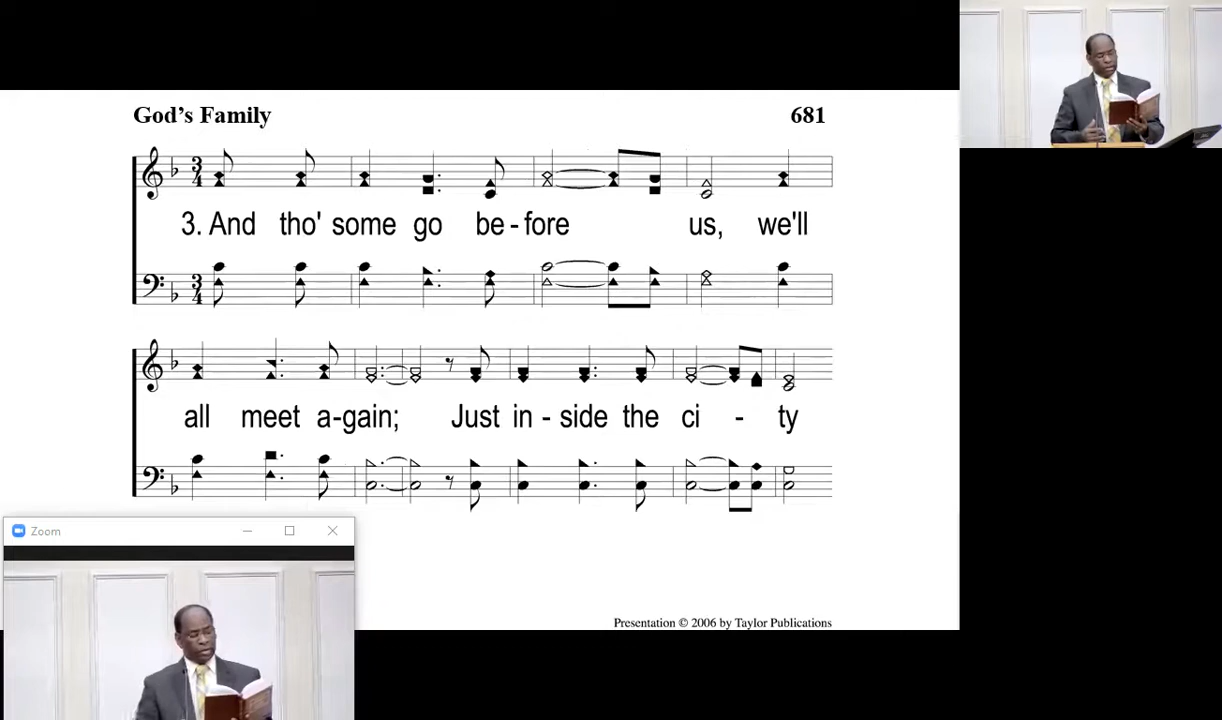 God's Family 681
3. And tho' some go be - fore us, we'll
all meet a-gain; Just in - side the ci - ty
Zoom
Presentation © 2006 by Taylor Publications